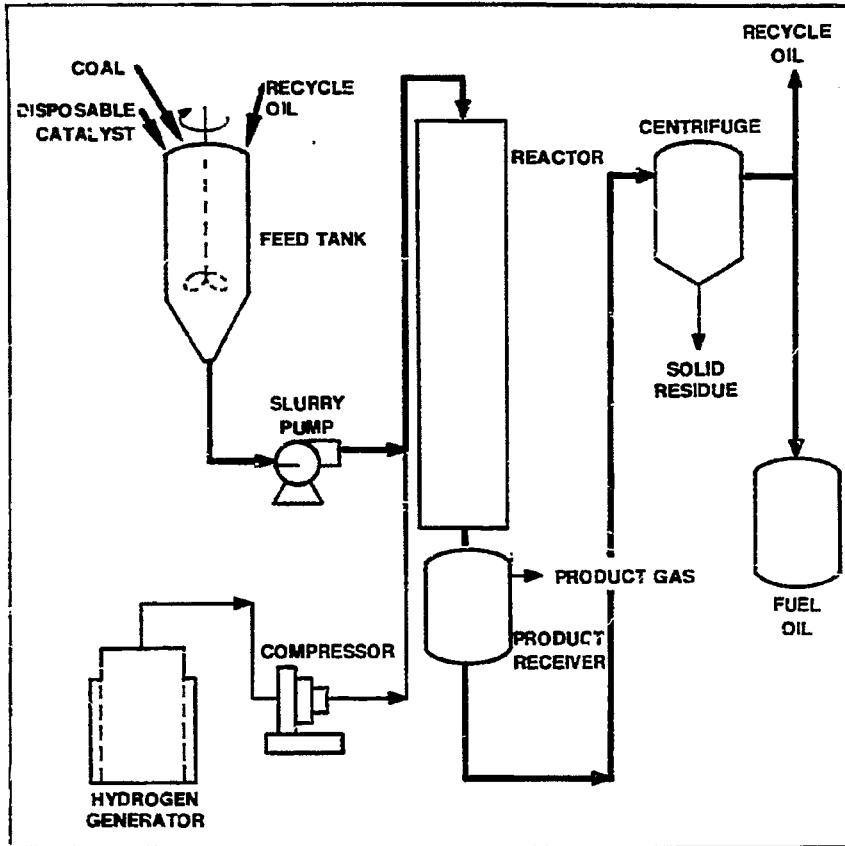 COAL
DISPOSABLE
CATALYST
RECYCLE
OIL
FEED TANK
SLURRY
PUMP
HYDROGEN
GENERATOR
COMPRESSOR
REACTOR
PRODUCT GAS
PRODUCT
RECEIVER
CENTRIFUGE
SOLID
RESIDUE
RECYCLE
OIL
FUEL
OIL